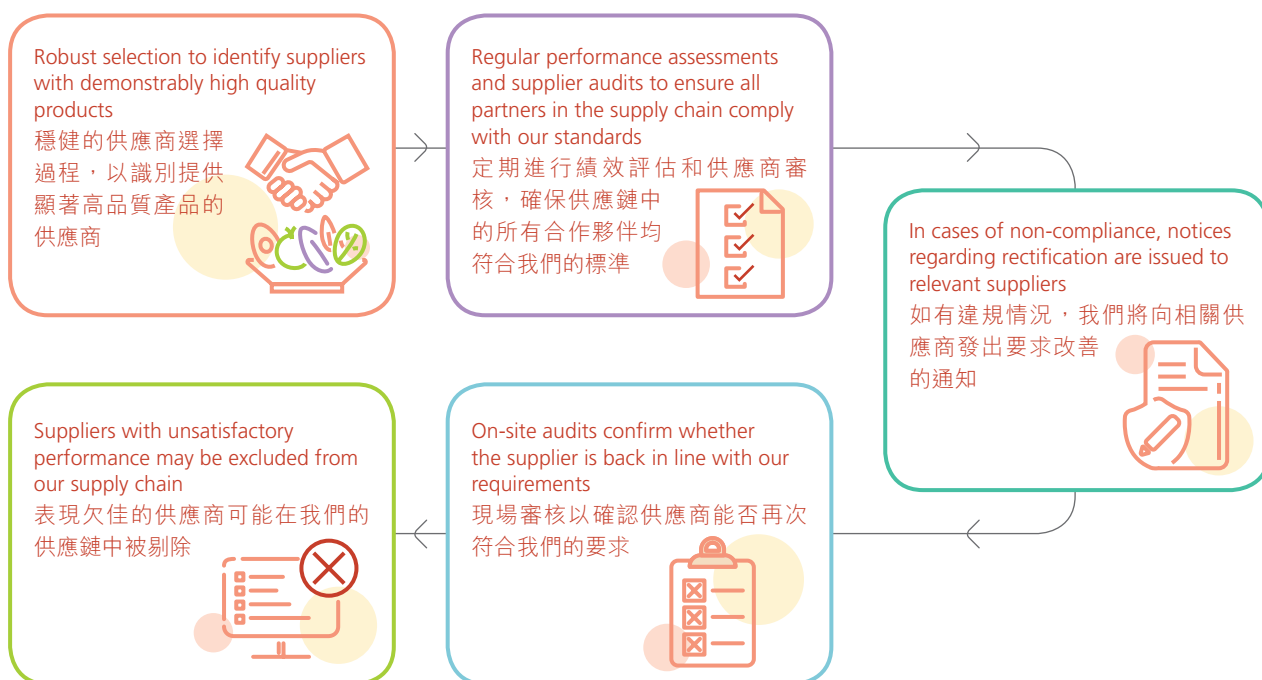 Robust selection to identify suppliers
with demonstrably high quality
products
穩健的供應商選擇
過程，以識別提供
顯著高品質產品的
供應商
Regular performance assessments
and supplier audits to ensure all
partners in the supply chain comply
with our standards
定期進行績效評估和供應商審
核，確保供應鏈中
的所有合作夥伴均
符合我們的標準
In cases of non-compliance, notices
regarding rectification are issued to
relevant suppliers
如有違規情況，我們將向相關供
應商發出要求改善
的通知
On-site audits confirm whether
the supplier is back in line with our
requirements
現場審核以確認供應商能否再次
符合我們的要求
Suppliers with unsatisfactory
performance may be excluded from
our supply chain
表現欠佳的供應商可能在我們的
供應鏈中被剔除